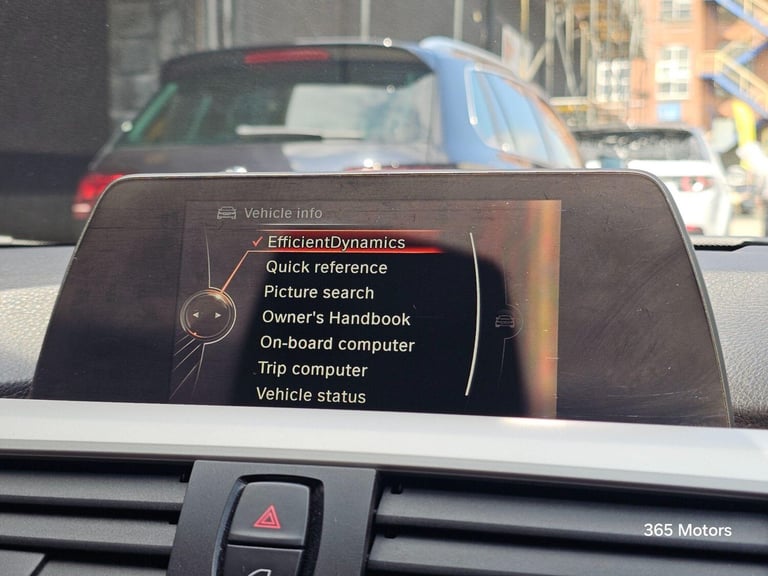 Vehicle info
EfficientDynamics
Quick reference
Picture search
Owner's Handbook
On-board computer
Trip computer
Vehicle status
365 Motors